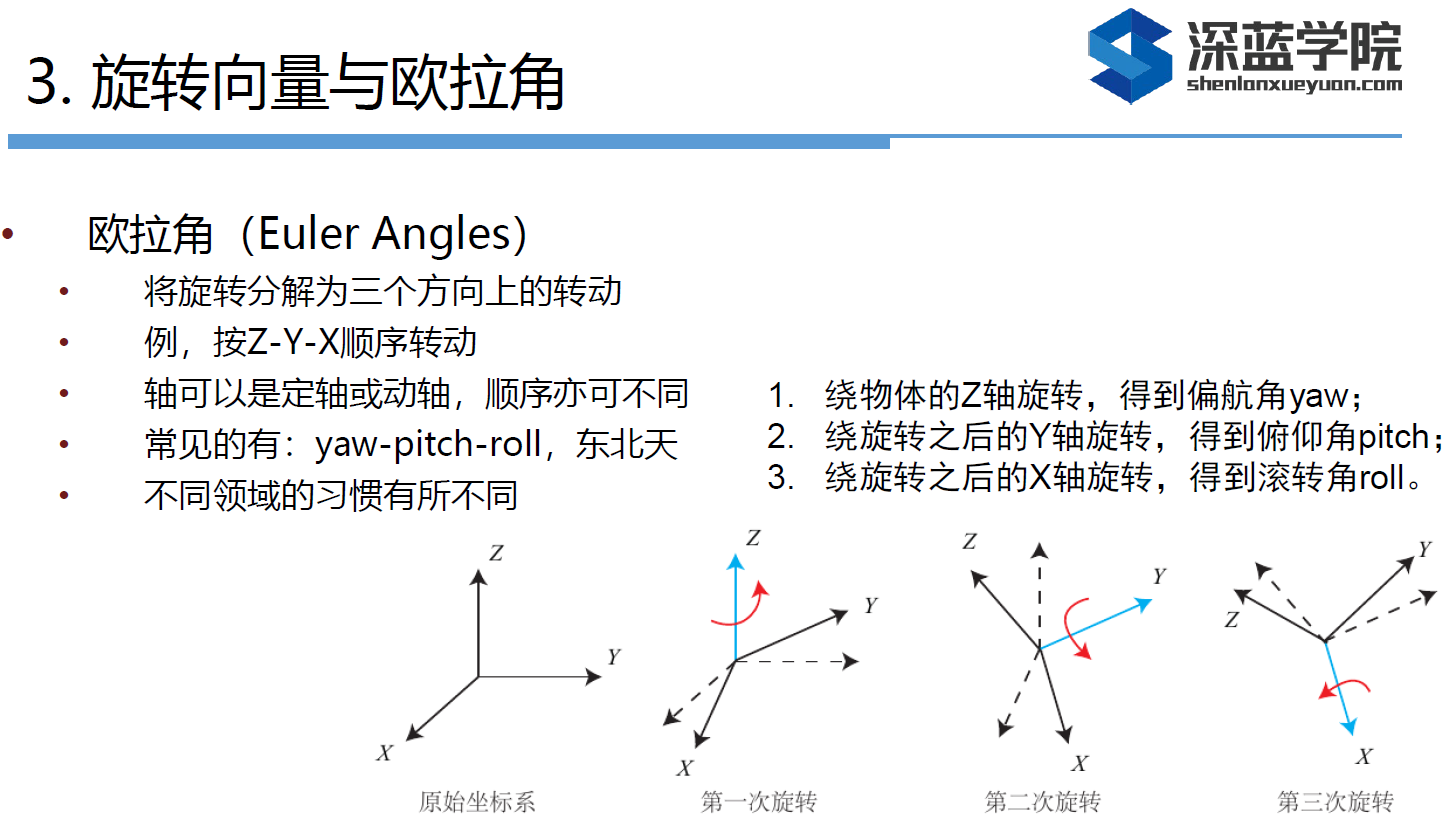 3. 旋转向量与欧拉角
深蓝学院
shenlanxueyuan.com
• 欧拉角（Euler Angles）
• 将旋转分解为三个方向上的转动
• 例，按Z-Y-X顺序转动
• 轴可以是定轴或动轴，顺序亦可不同
• 常见的有：yaw-pitch-roll，东北天
• 不同领域的习惯有所不同
1. 绕物体的Z轴旋转，得到偏航角yaw；
2. 绕旋转之后的Y轴旋转，得到俯仰角pitch；
3. 绕旋转之后的X轴旋转，得到滚转角roll。
Z
Y
X
原始坐标系
Z
Y
X
第一次旋转
Z
Y
X
第二次旋转
Y
Z
X
第三次旋转